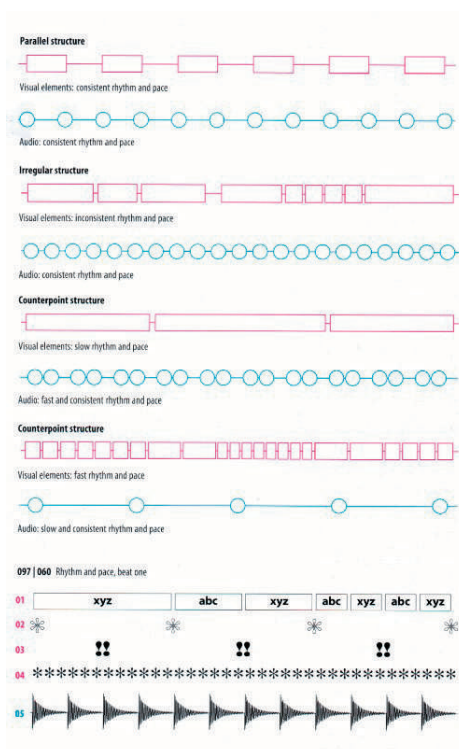 Parallel structure
Visual elements: consistent rhythm and pace
Audio: consistent rhythm and pace
Irregular structure
Visual elements: inconsistent rhythm and pace
Audio: consistent rhythm and pace
Counterpoint structure
Visual elements: slow rhythm and pace
Audio: fast and consistent rhythm and pace
Counterpoint structure
Visual elements: fast rhythm and pace
Audio: slow and consistent rhythm and pace
097 | 060 Rhythm and pace, beat one
01 xyz abc xyz abc xyz abc xyz
02 * * * *
03 !! !! !!
04 ************************************
05